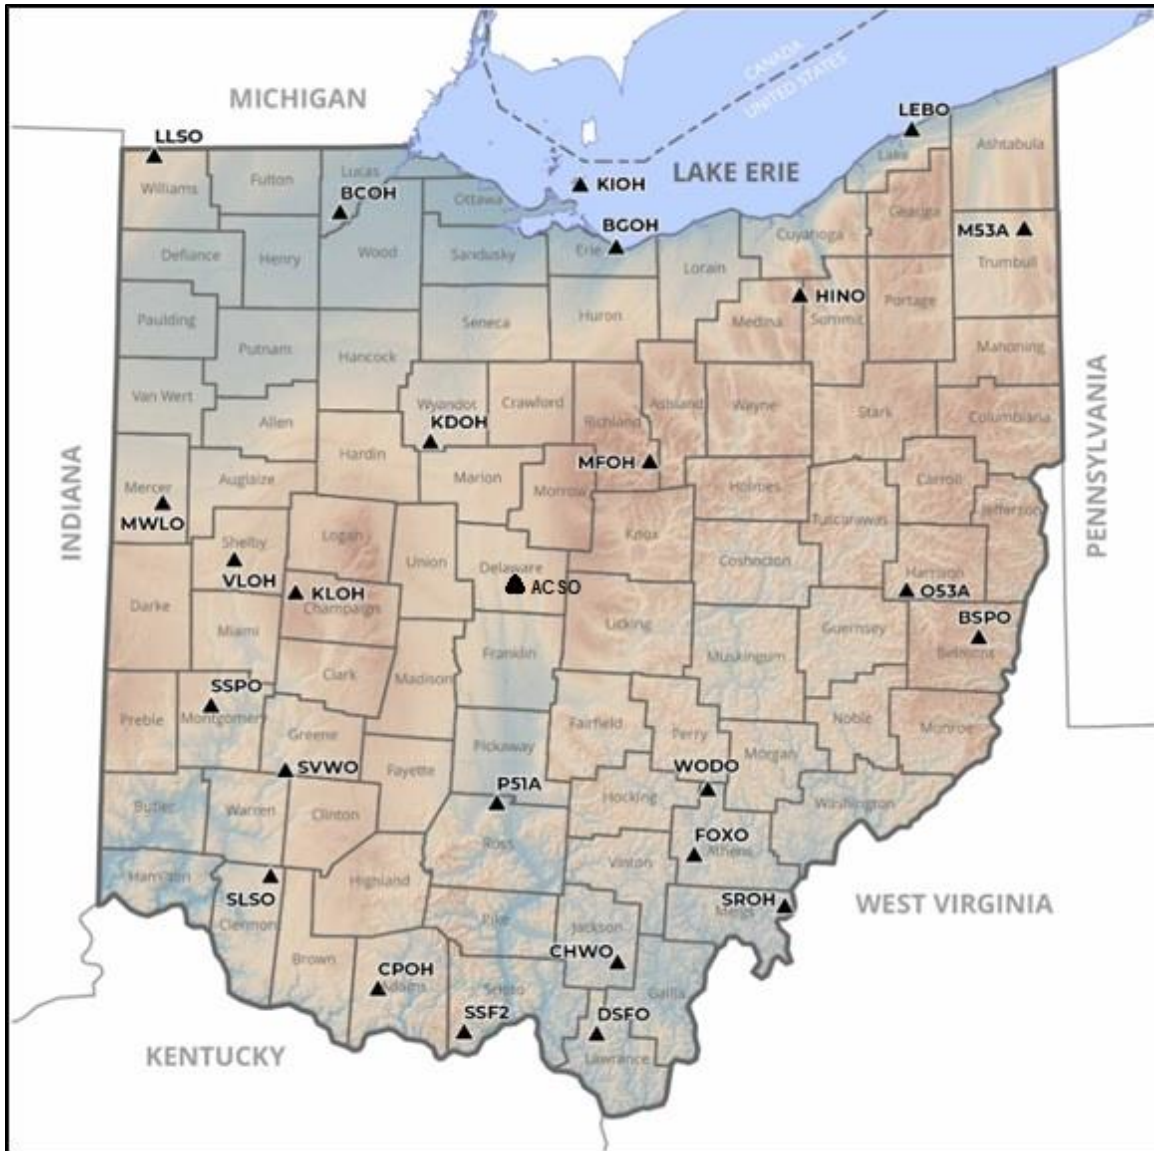 CANADA
UNITED STATES
MICHIGAN
LEBO
LLSO
Ashtabula
Lake
Lucas
LAKE ERIE
Williams
Fulton
BCOH
KIOH
Ottawa
Geauga
BGOH
M53A
Cuyahoga
Erie
Defiance
Henry
Wood
Sandusky
Trumbull
Lorain
HINO
Portage
Paulding
Huron
Medina
Summit
Seneca
Putnam
Mahoning
Hancock
Van Wert
Wyandot
Crawford
Ashland
Wayne
Stark
Columbiana
PENNSYLVANIA
Allen
KDOH
Richland
Hardin
MFOH
Marion
Auglaize
Mercer
Morrow
Holmes
Carroll
INDIANA
MWLO
Tuscarawas
Jefferson
Logan
Knox
Shelby
Union
Coshocton
Delaware
Harrison
VLOH
ACSO
KLOH
O53A
Darke
Champaign
BSPO
Licking
Miami
Guernsey
Franklin
Belmont
Muskingum
Clark
Madison
SSPO
Preble
Montgomery
Fairfield
Noble
Munroe
Greene
Perry
Pickaway
Morgan
SVWO
Fayette
WODO
P51A
Hocking
Butler
Warren
Clinton
Washington
FOXO
Ross
Athens
Vinton
Hamilton
Highland
SLSO
SROH
WEST VIRGINIA
Meigs
Clermon
Pike
Jackson
CHWO
Brown
CPOH
Adams
Scioto
Gallia
SSF2
DSFO
KENTUCKY
Lawrance